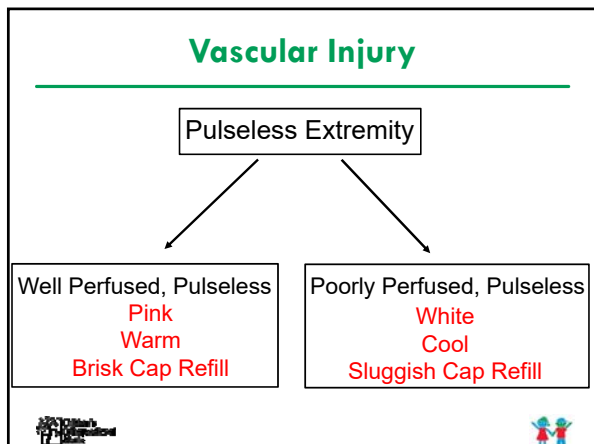 Vascular Injury
Pulseless Extremity
Well Perfused, Pulseless
Pink
Warm
Brisk Cap Refill
Poorly Perfused, Pulseless
White
Cool
Sluggish Cap Refill